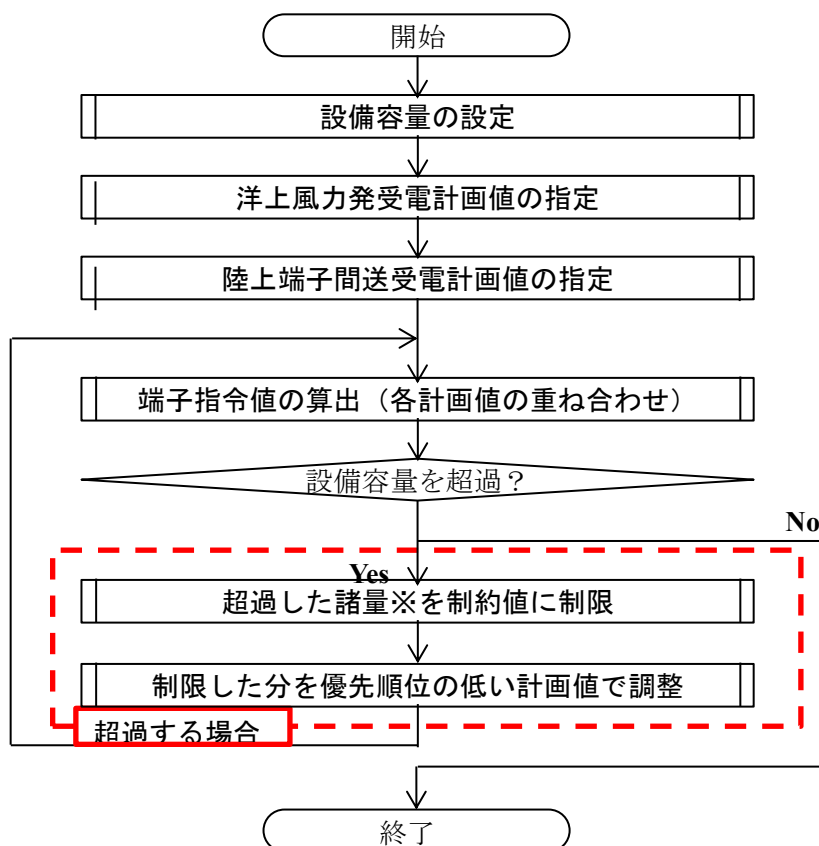 開始
設備容量の設定
洋上風力発受電計画値の指定
陸上端子間送受電計画値の指定
端子指令値の算出（各計画値の重ね合わせ）
設備容量を超過？
No
Yes
超過した諸量※を制約値に制限
制限した分を優先順位の低い計画値で調整
超過する場合
終了